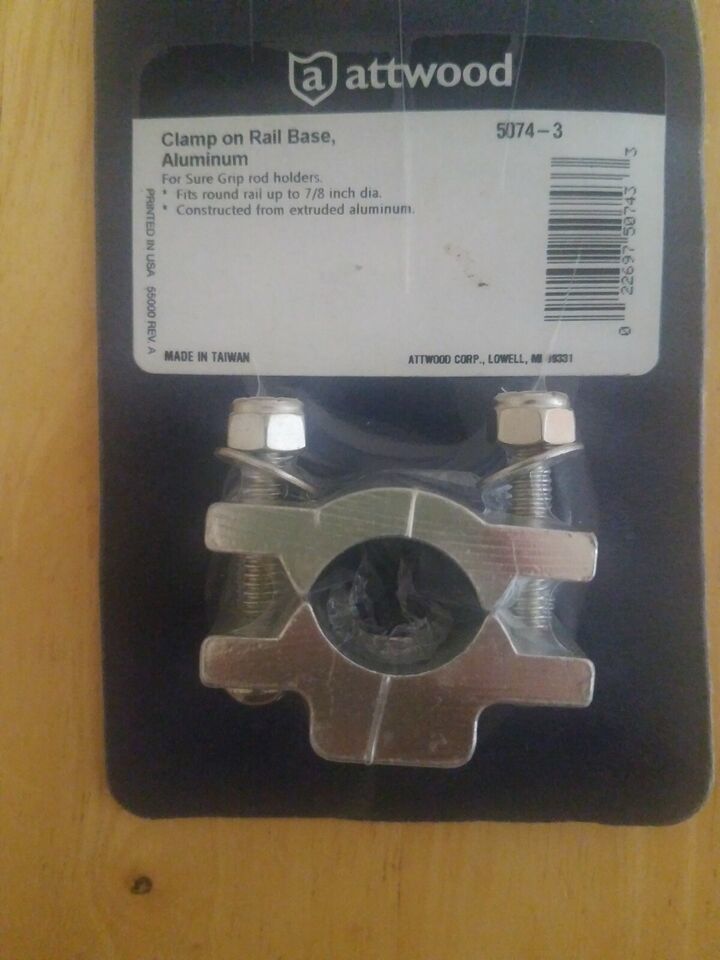 a attwood
Clamp on Rail Base,
Aluminum
5074-3
For Sure Grip rod holders.
* Fits round rail up to 7/8 inch dia.
* Constructed from extruded aluminum.
PRINTED IN USA 55000 REV. A
0 22697 50743 3
MADE IN TAIWAN
ATTWOOD CORP., LOWELL, MI